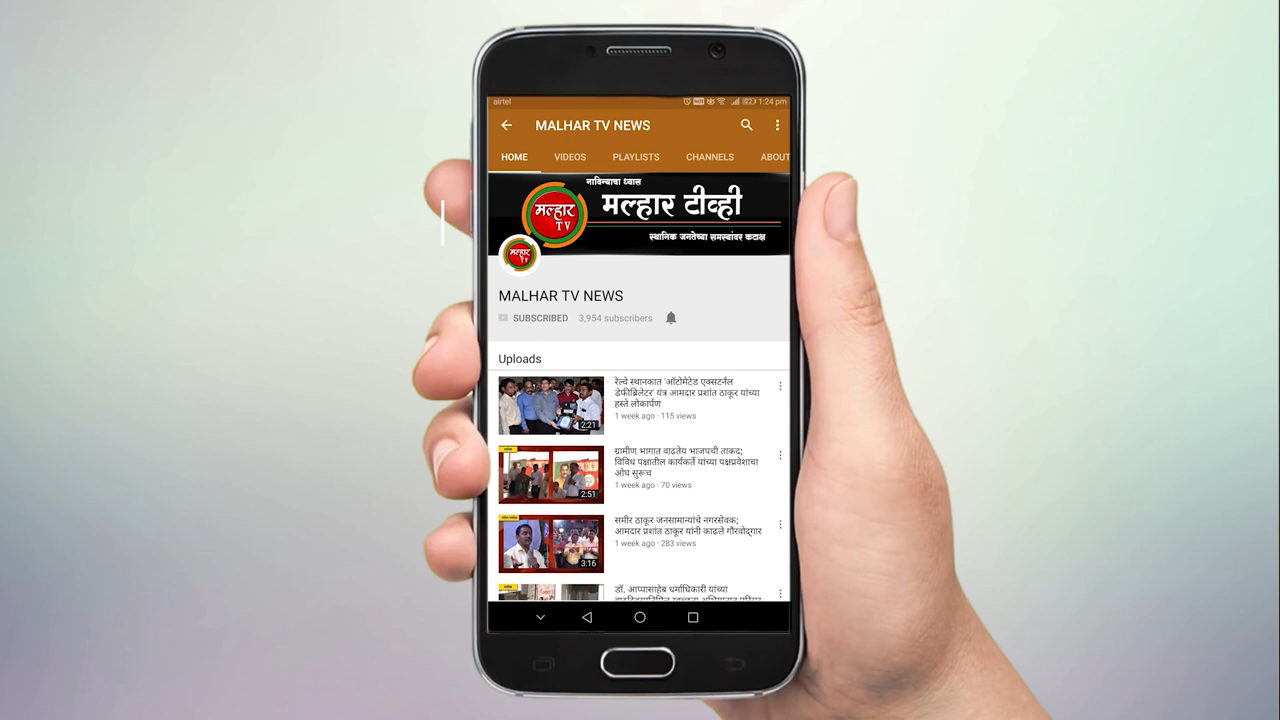 airtel 1:24 pm
MALHAR TV NEWS
HOME VIDEOS PLAYLISTS CHANNELS ABOUT
नाविन्याचा ध्यास
मल्हार टीव्ही
मल्हार
TV
स्थानिक जनतेच्या समस्यांवर कटाक्ष
मल्हार
TV
MALHAR TV NEWS
SUBSCRIBED 3,954 subscribers
Uploads
रेल्वे स्थानकात 'ऑटोमेटेड एक्सटर्नल
डेफीब्रिलेटर' यंत्र आमदार प्रशांत ठाकूर यांच्या
हस्ते लोकार्पण
1 week ago · 115 views
2:21
ग्रामीण भागात वाढतेय भाजपची ताकद;
विविध पक्षातील कार्यकर्ते यांच्या पक्षप्रवेशाचा
ओघ सुरूच
1 week ago · 70 views
2:51
समीर ठाकूर जनसामान्यांचे नगरसेवक;
आमदार प्रशांत ठाकूर यांनी काढले गौरवोद्गार
1 week ago · 283 views
3:16
डॉ. आप्पासाहेब धर्माधिकारी यांच्या